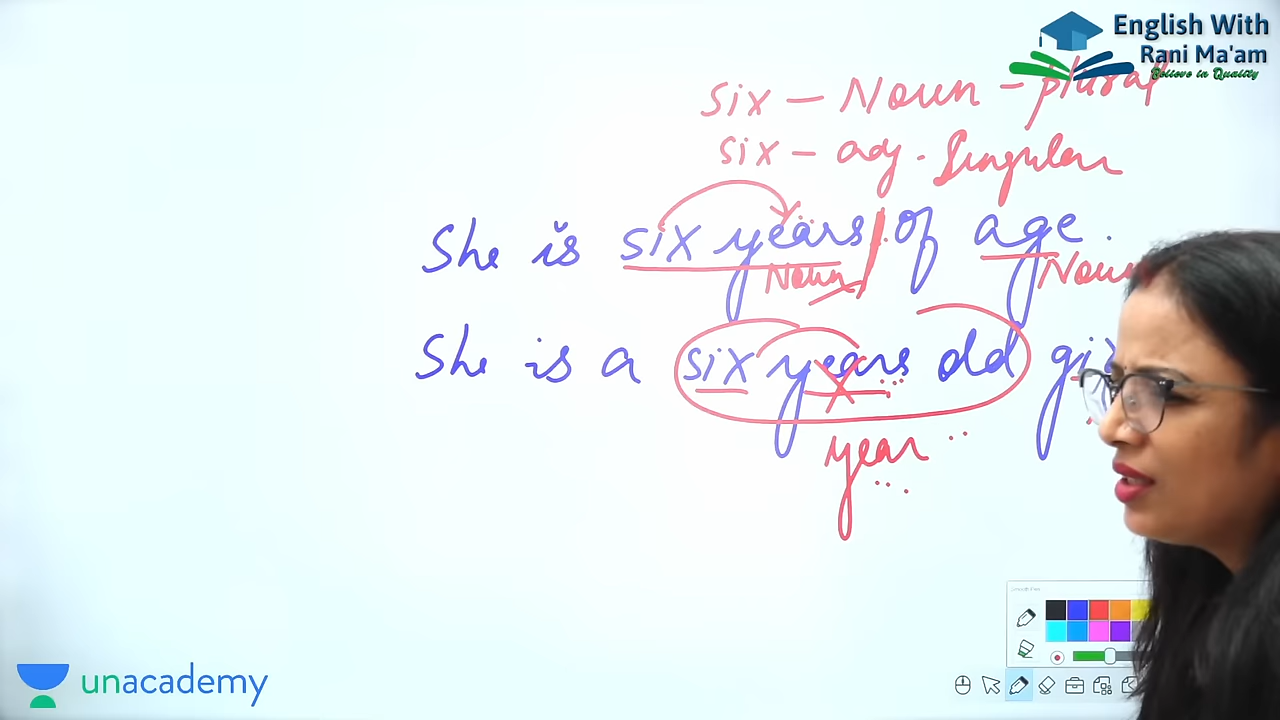 English With
Rani Ma'am
Believe in Quality
six - Noun - plural
six - adj. Singular
She is six years of age.
Noun Noun
She is a six years old
year
unacademy